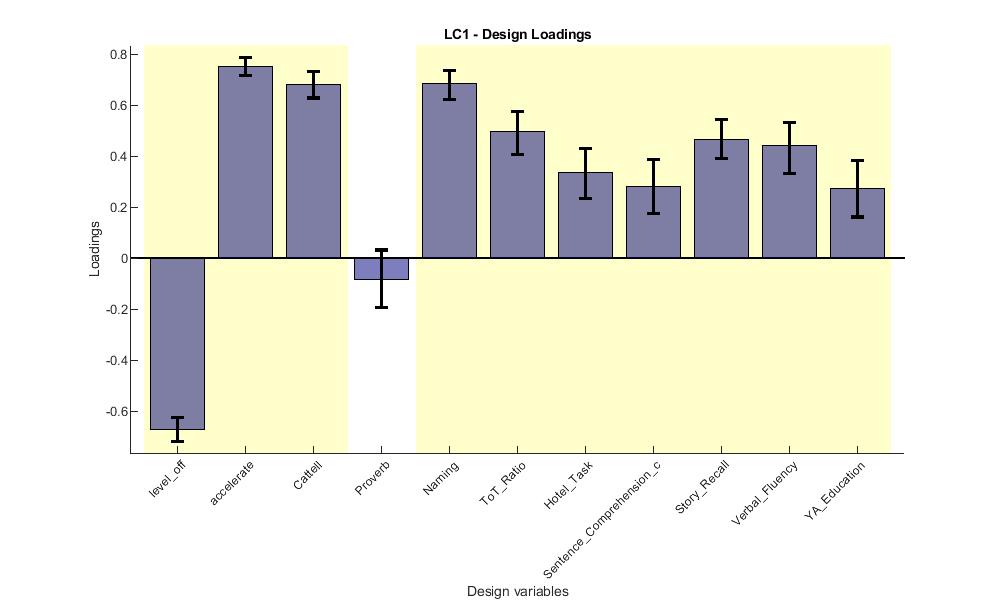 LC1 - Design Loadings
Loadings
0.8
0.6
0.4
0.2
0
-0.2
-0.4
-0.6
level_off
accelerate
Cattell
Proverb
Naming
ToT_Ratio
Hotel_Task
Sentence_Comprehension_c
Story_Recall
Verbal_Fluency
YA_Education
Design variables